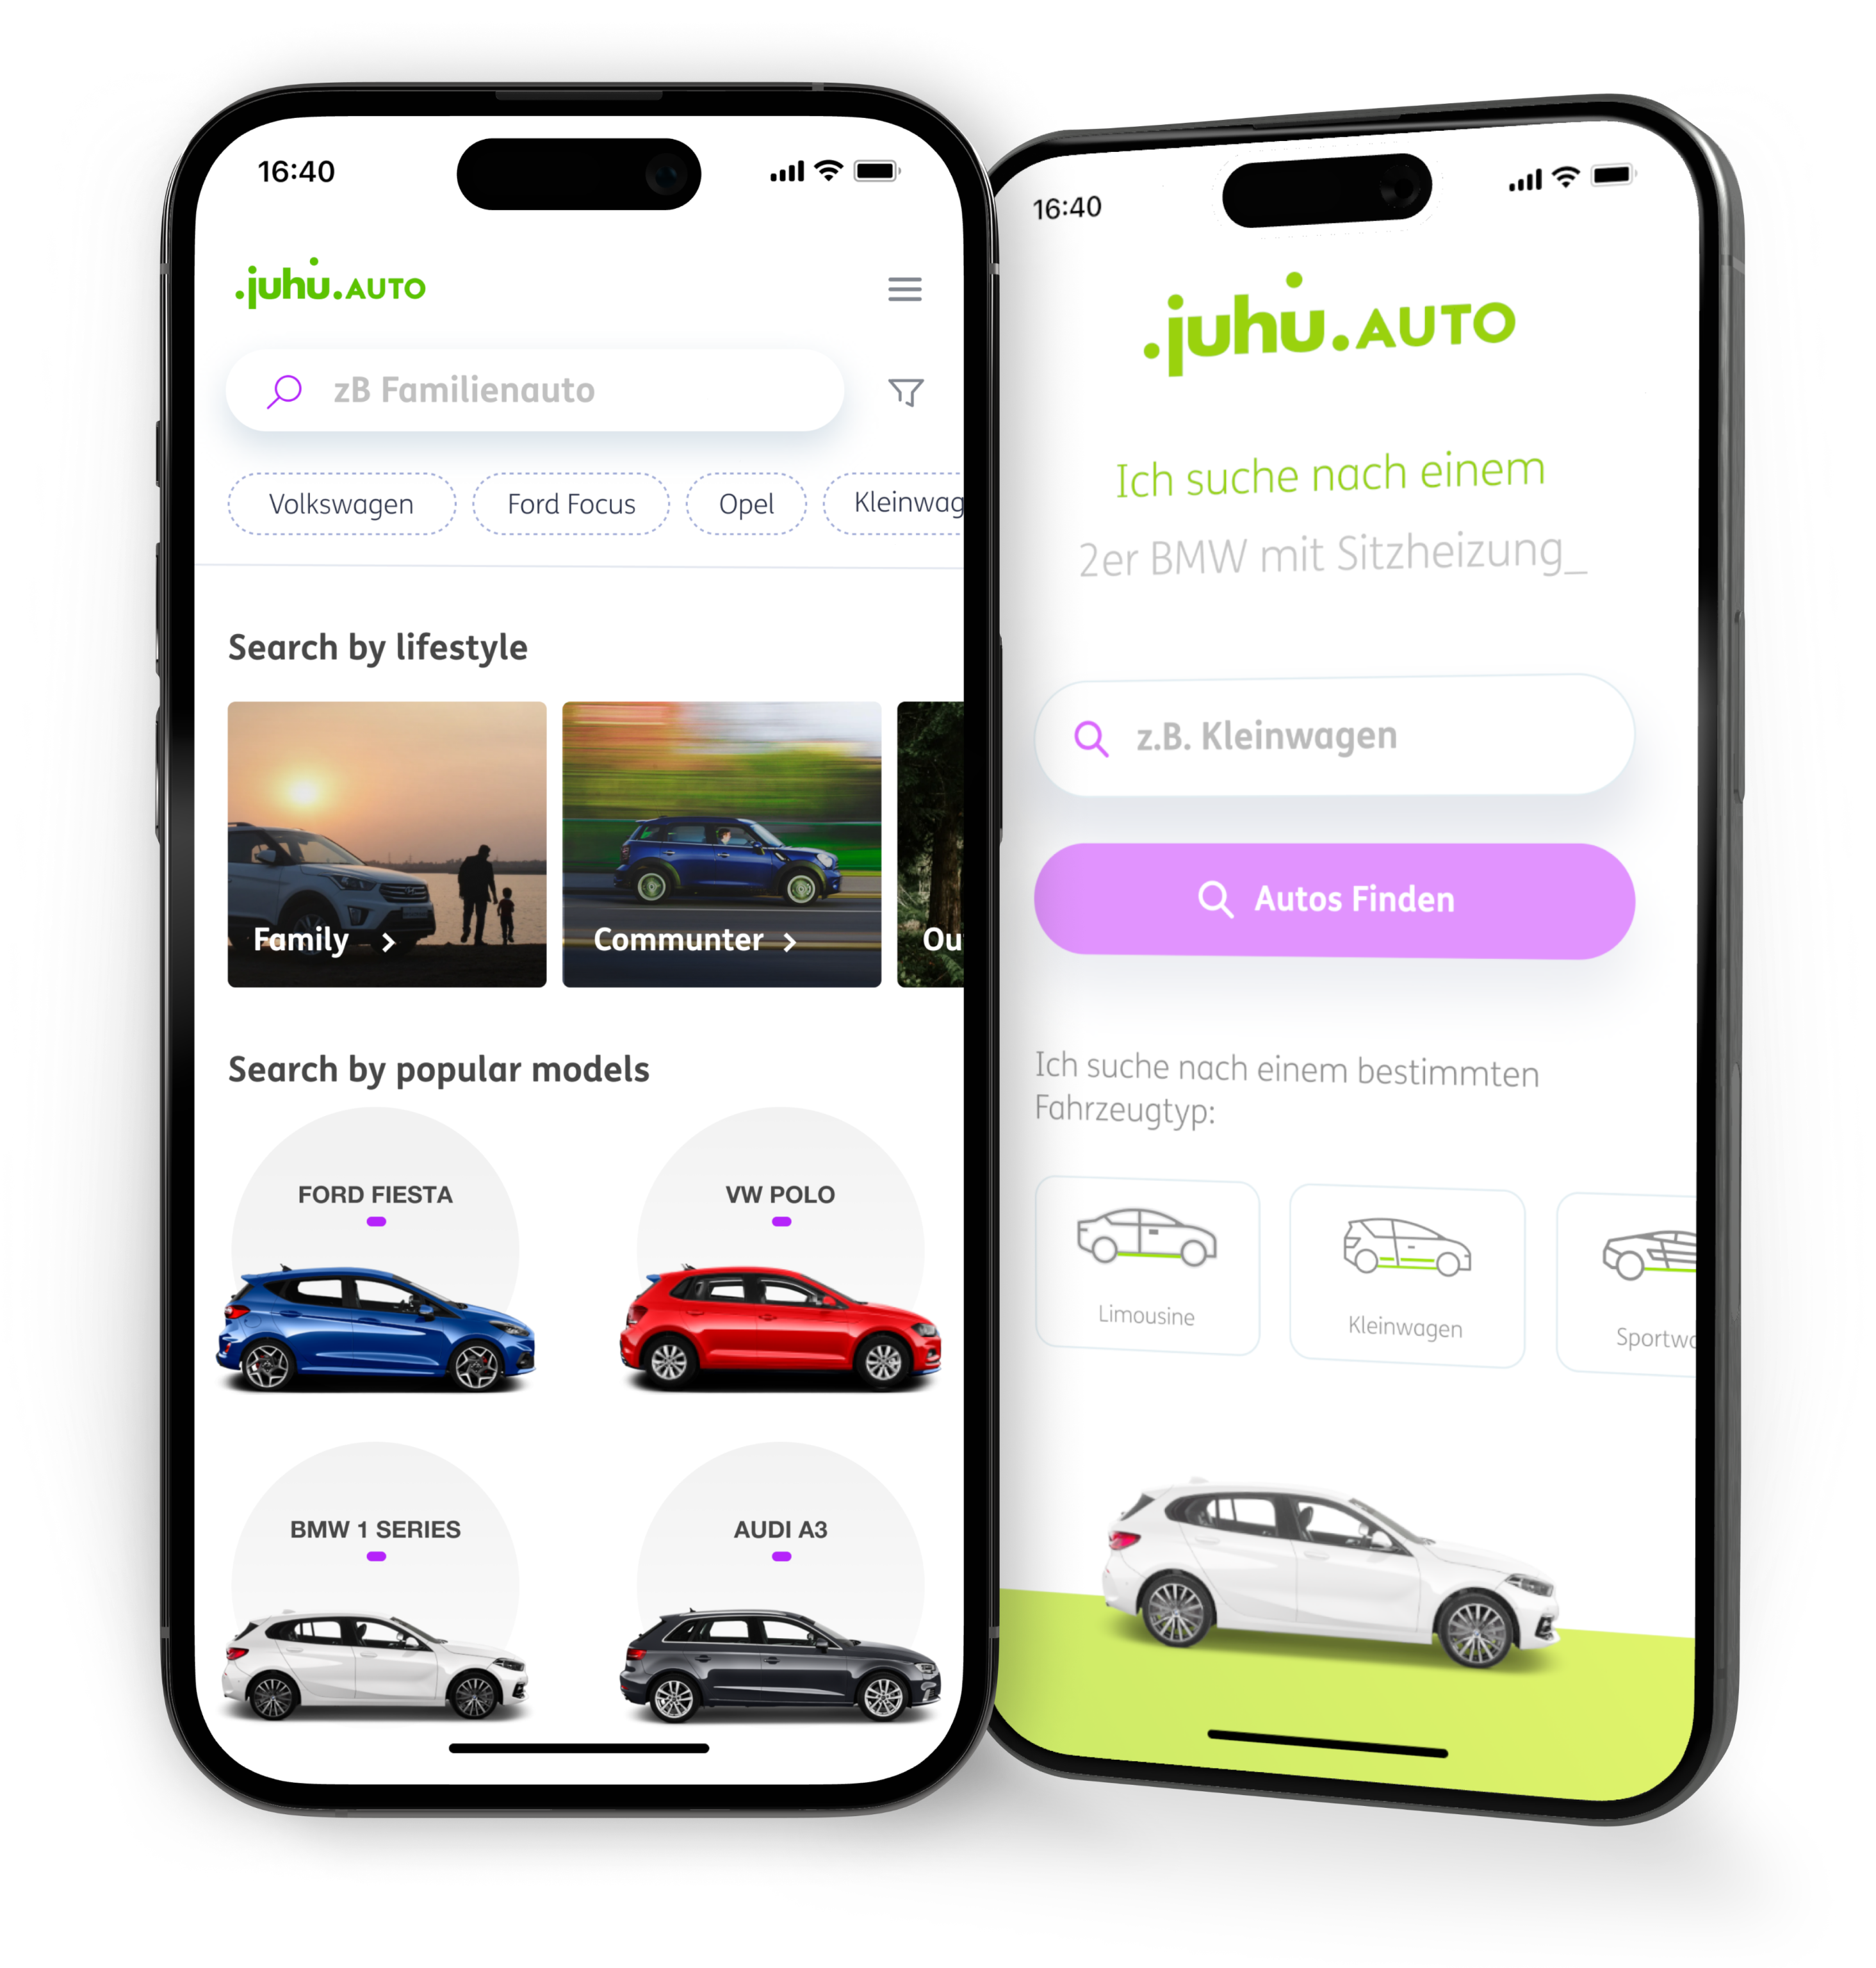 16:40
.juhu.AUTO
zB Familienauto
Volkswagen
Ford Focus
Opel
Kleinwag
Search by lifestyle
Family
Communter
Ou
Search by popular models
FORD FIESTA
VW POLO
BMW 1 SERIES
AUDI A3
16:40
.juhu.AUTO
Ich suche nach einem
2er BMW mit Sitzheizung_
z.B. Kleinwagen
Autos Finden
Ich suche nach einem bestimmten
Fahrzeugtyp:
Limousine
Kleinwagen
Sportwa